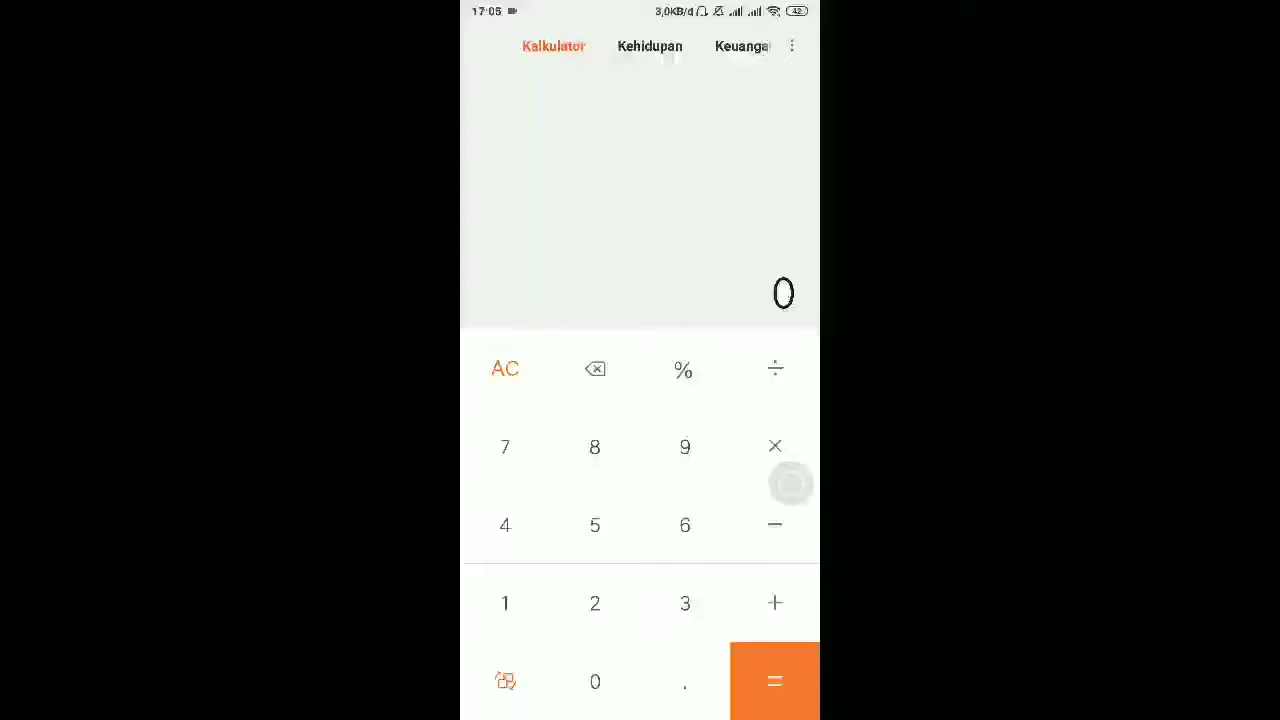 17:05 3,0KB/d 42
Kalkulator Kehidupan Keuanga
0
AC % ÷
7 8 9 ×
4 5 6 −
1 2 3 +
0 . =